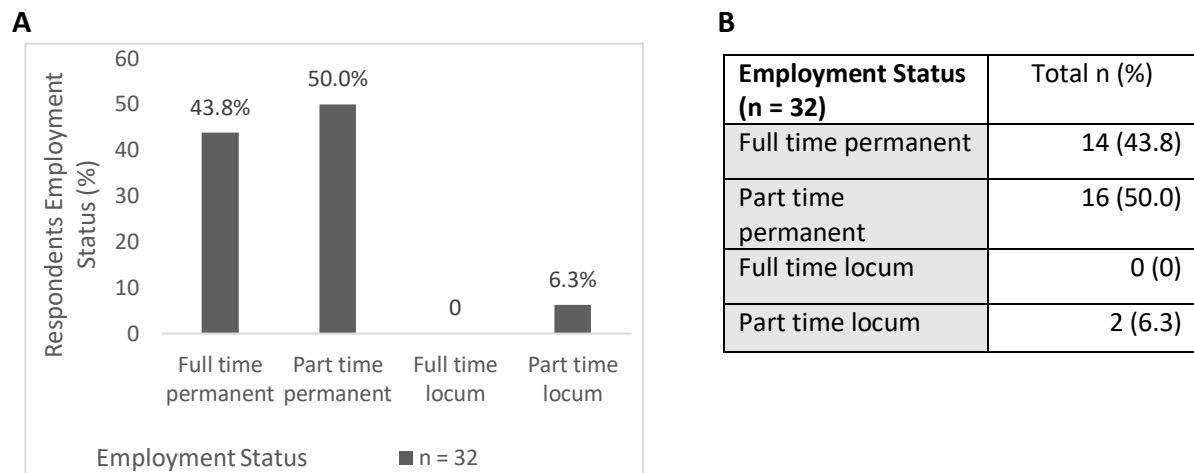 A
60
50
40
30
20
10
0
Respondents Employment
Status (%)
43.8%
50.0%
0
6.3%
Full time
permanent
Part time
permanent
Full time
locum
Part time
locum
Employment Status
n = 32
B
Employment Status
(n = 32)
Total n (%)
Full time permanent
14 (43.8)
Part time
permanent
16 (50.0)
Full time locum
0 (0)
Part time locum
2 (6.3)